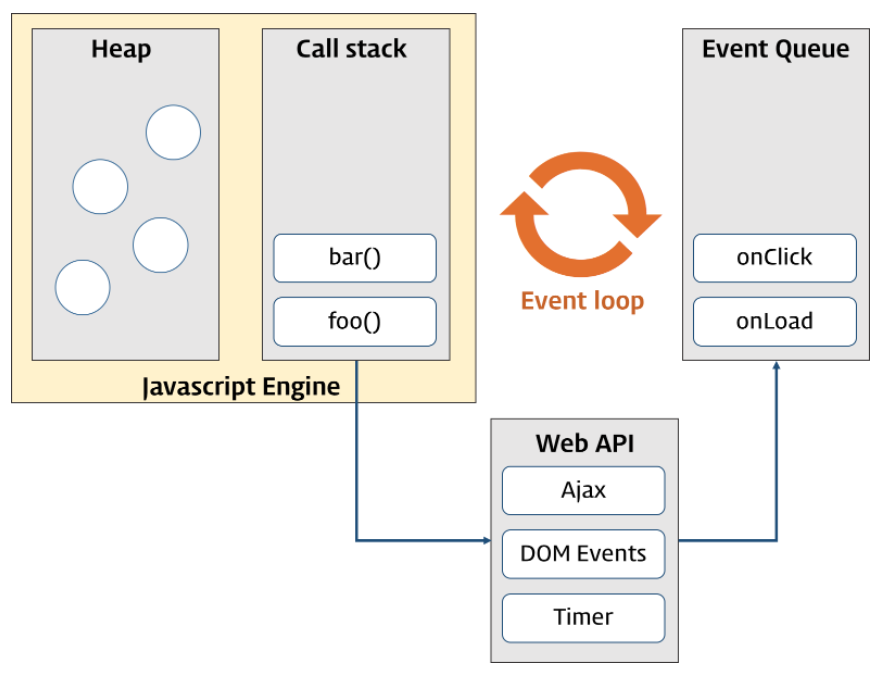 Heap
Call stack
bar()
foo()
Javascript Engine
Event loop
Event Queue
onClick
onLoad
Web API
Ajax
DOM Events
Timer